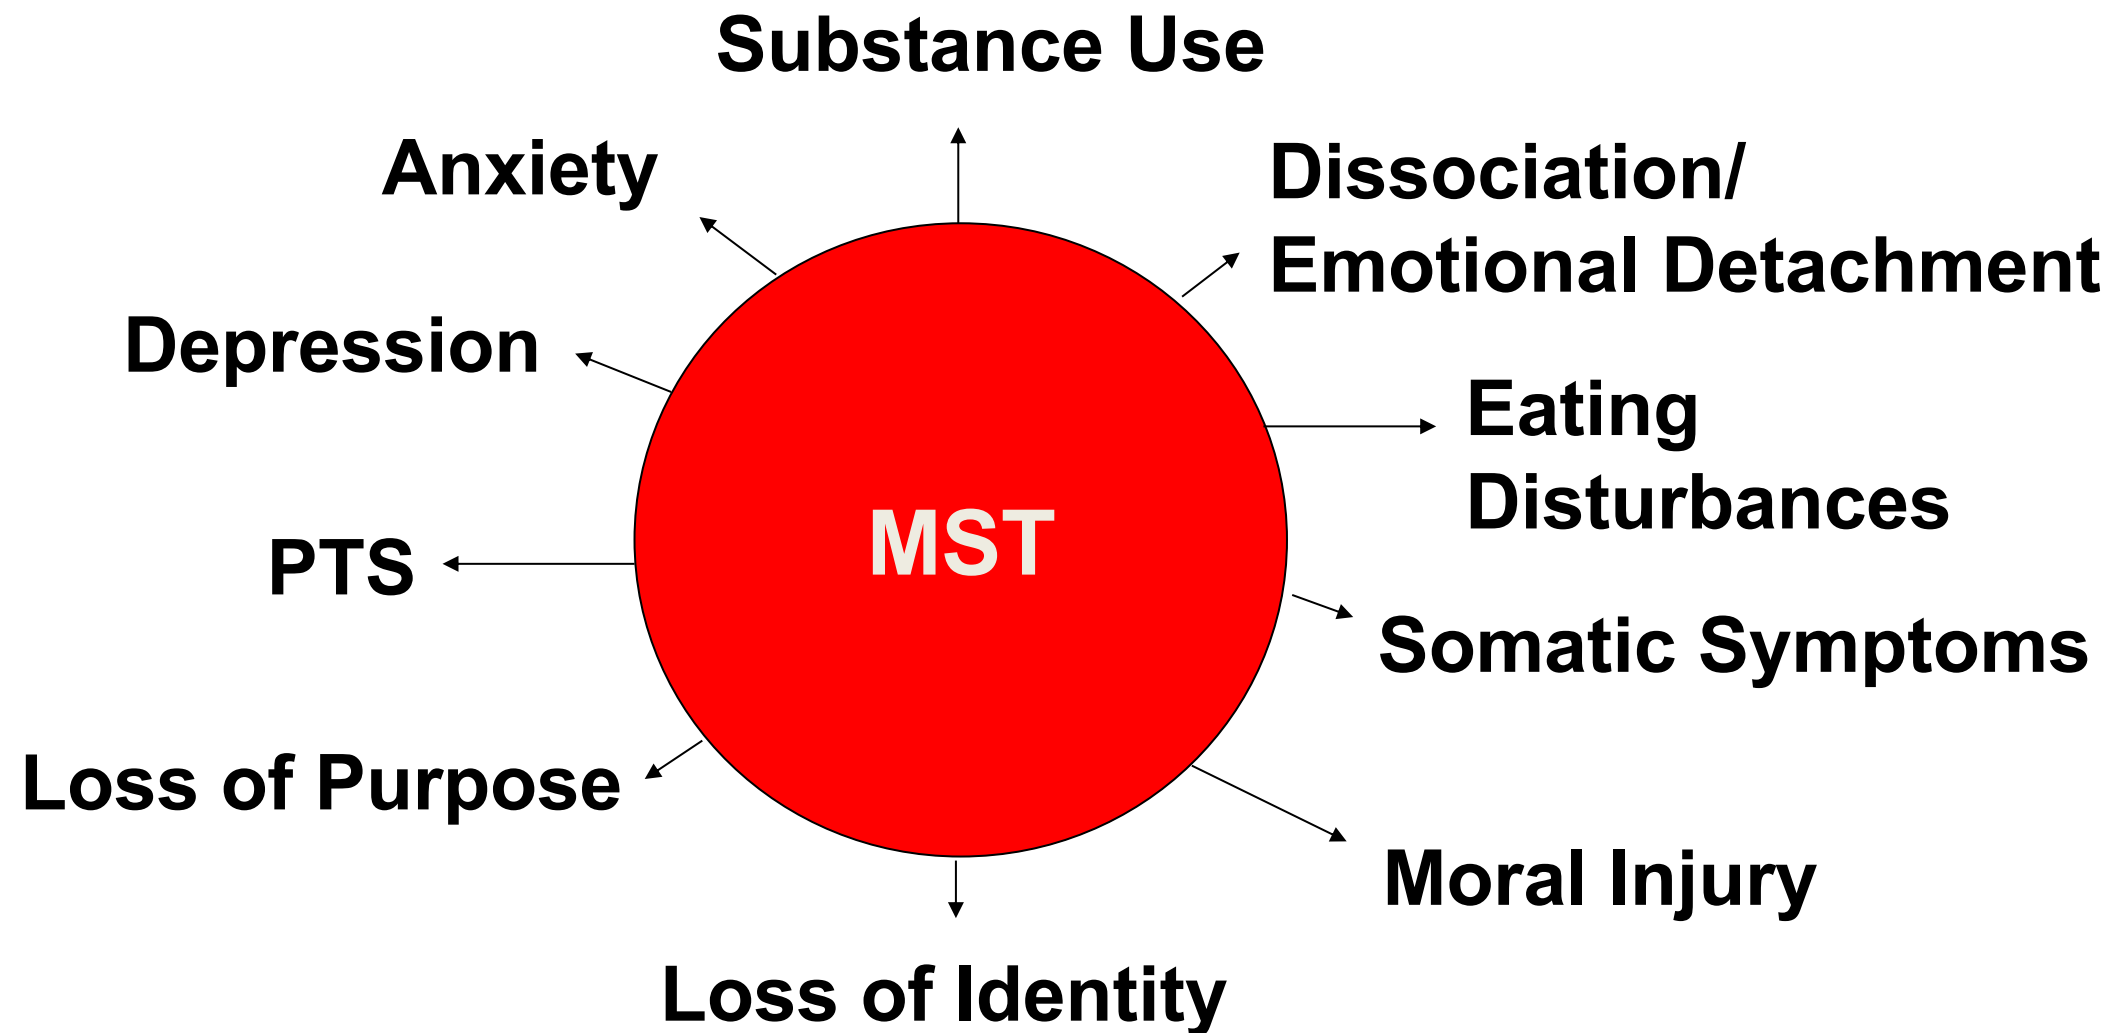 Substance Use
Anxiety
Dissociation/
Emotional Detachment
Depression
Eating
Disturbances
MST
PTS
Somatic Symptoms
Loss of Purpose
Moral Injury
Loss of Identity